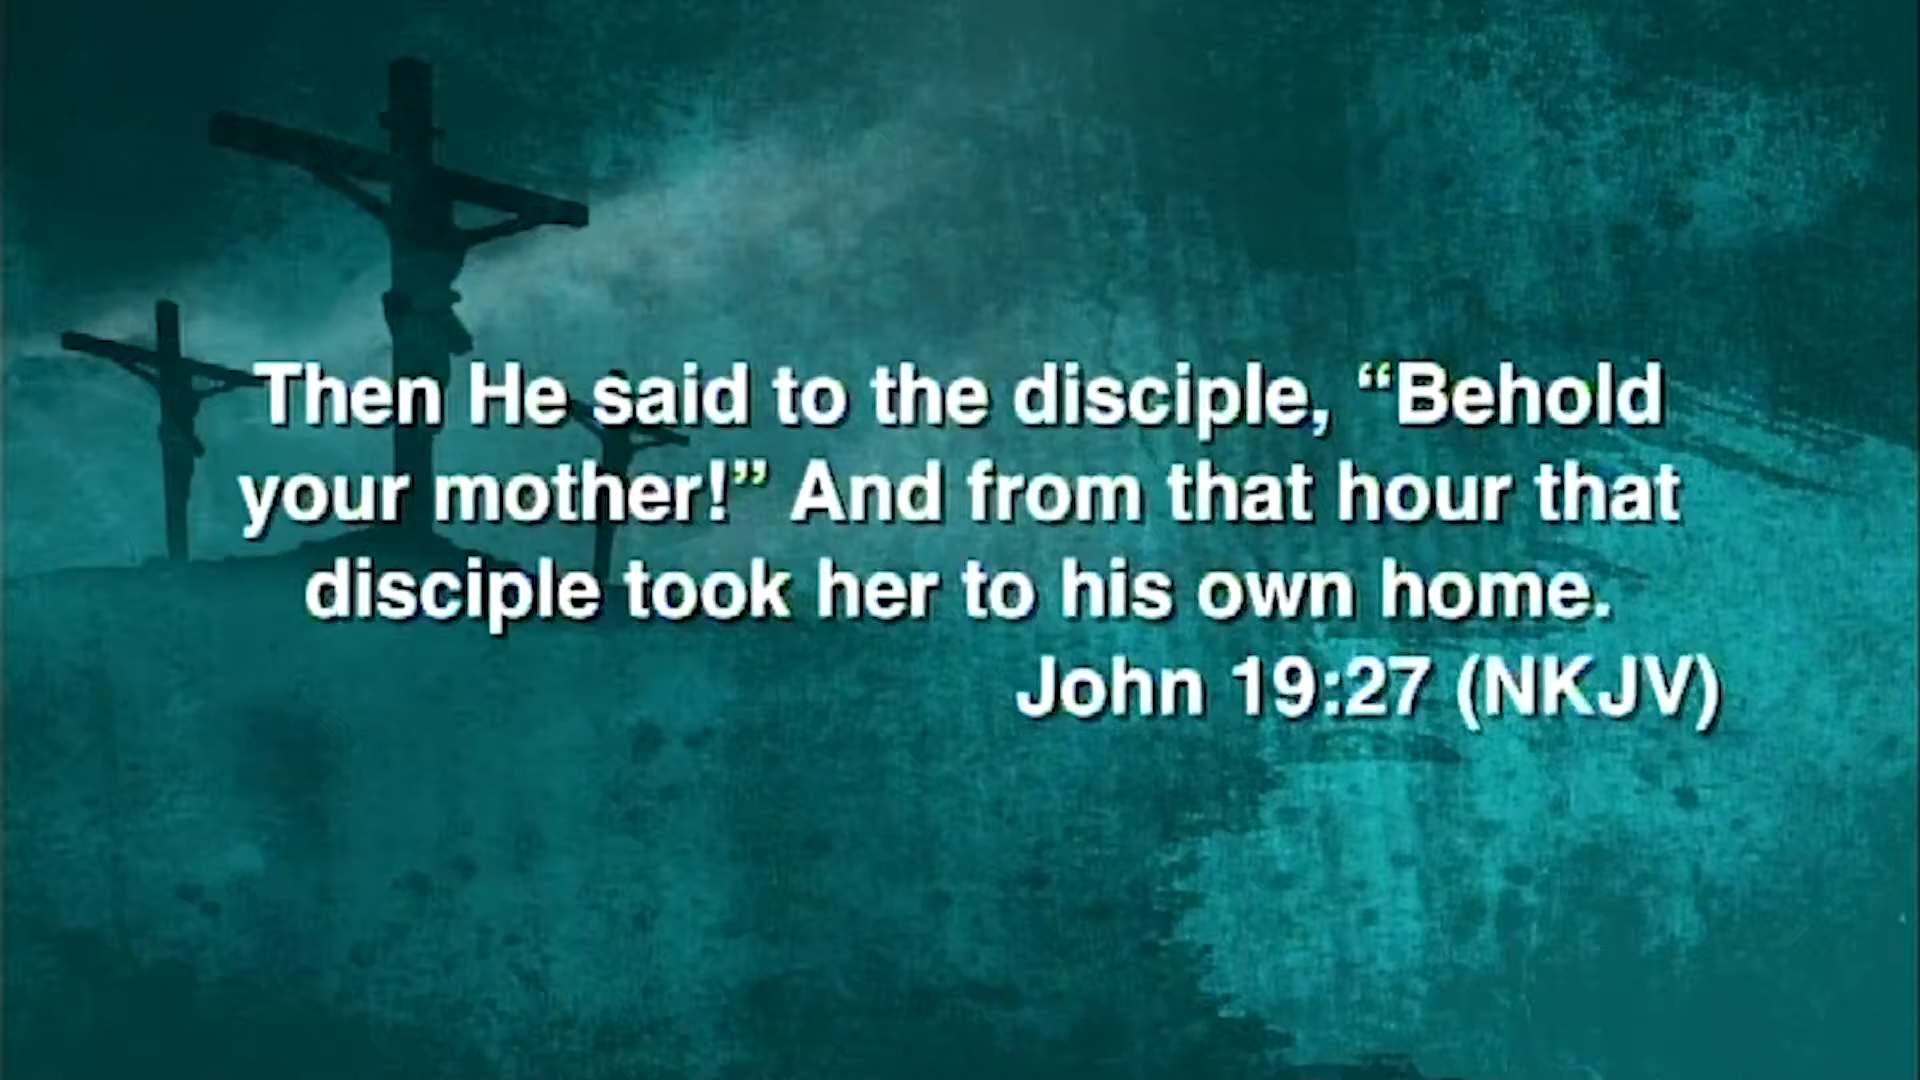 Then He said to the disciple, “Behold
your mother!” And from that hour that
disciple took her to his own home.
John 19:27 (NKJV)